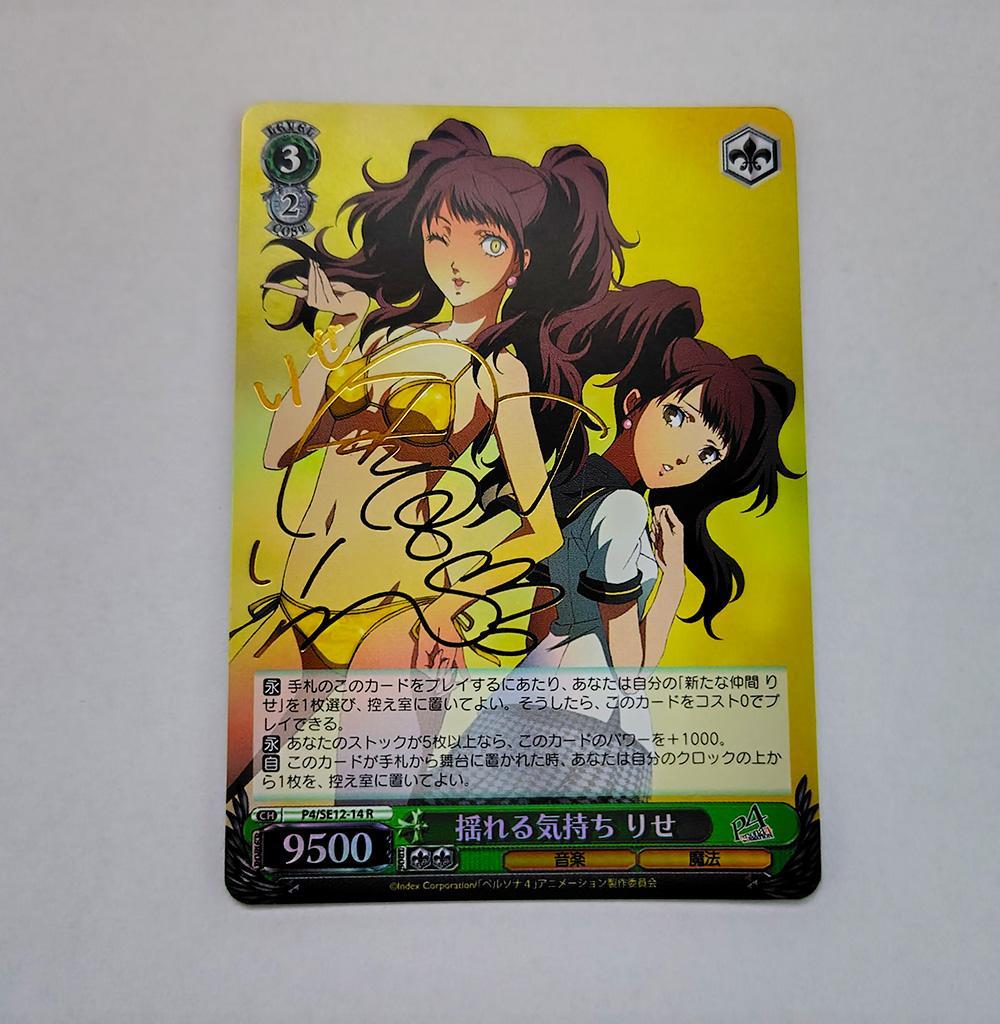 LEVEL
3
2
COST
りせ
永 手札のこのカードをプレイするにあたり、あなたは自分の「新たな仲間 り
せ」を1枚選び、控え室に置いてよい。そうしたら、このカードをコスト0でプ
レイできる。
永 あなたのストックが5枚以上なら、このカードのパワーを+1000。
自 このカードが手札から舞台に置かれた時、あなたは自分のクロックの上か
ら1枚を、控え室に置いてよい。
CH P4/SE12-14 R
揺れる気持ち りせ
P4
POWER 9500 SOUL
音楽 魔法
©Index Corporation/「ペルソナ4」アニメーション製作委員会